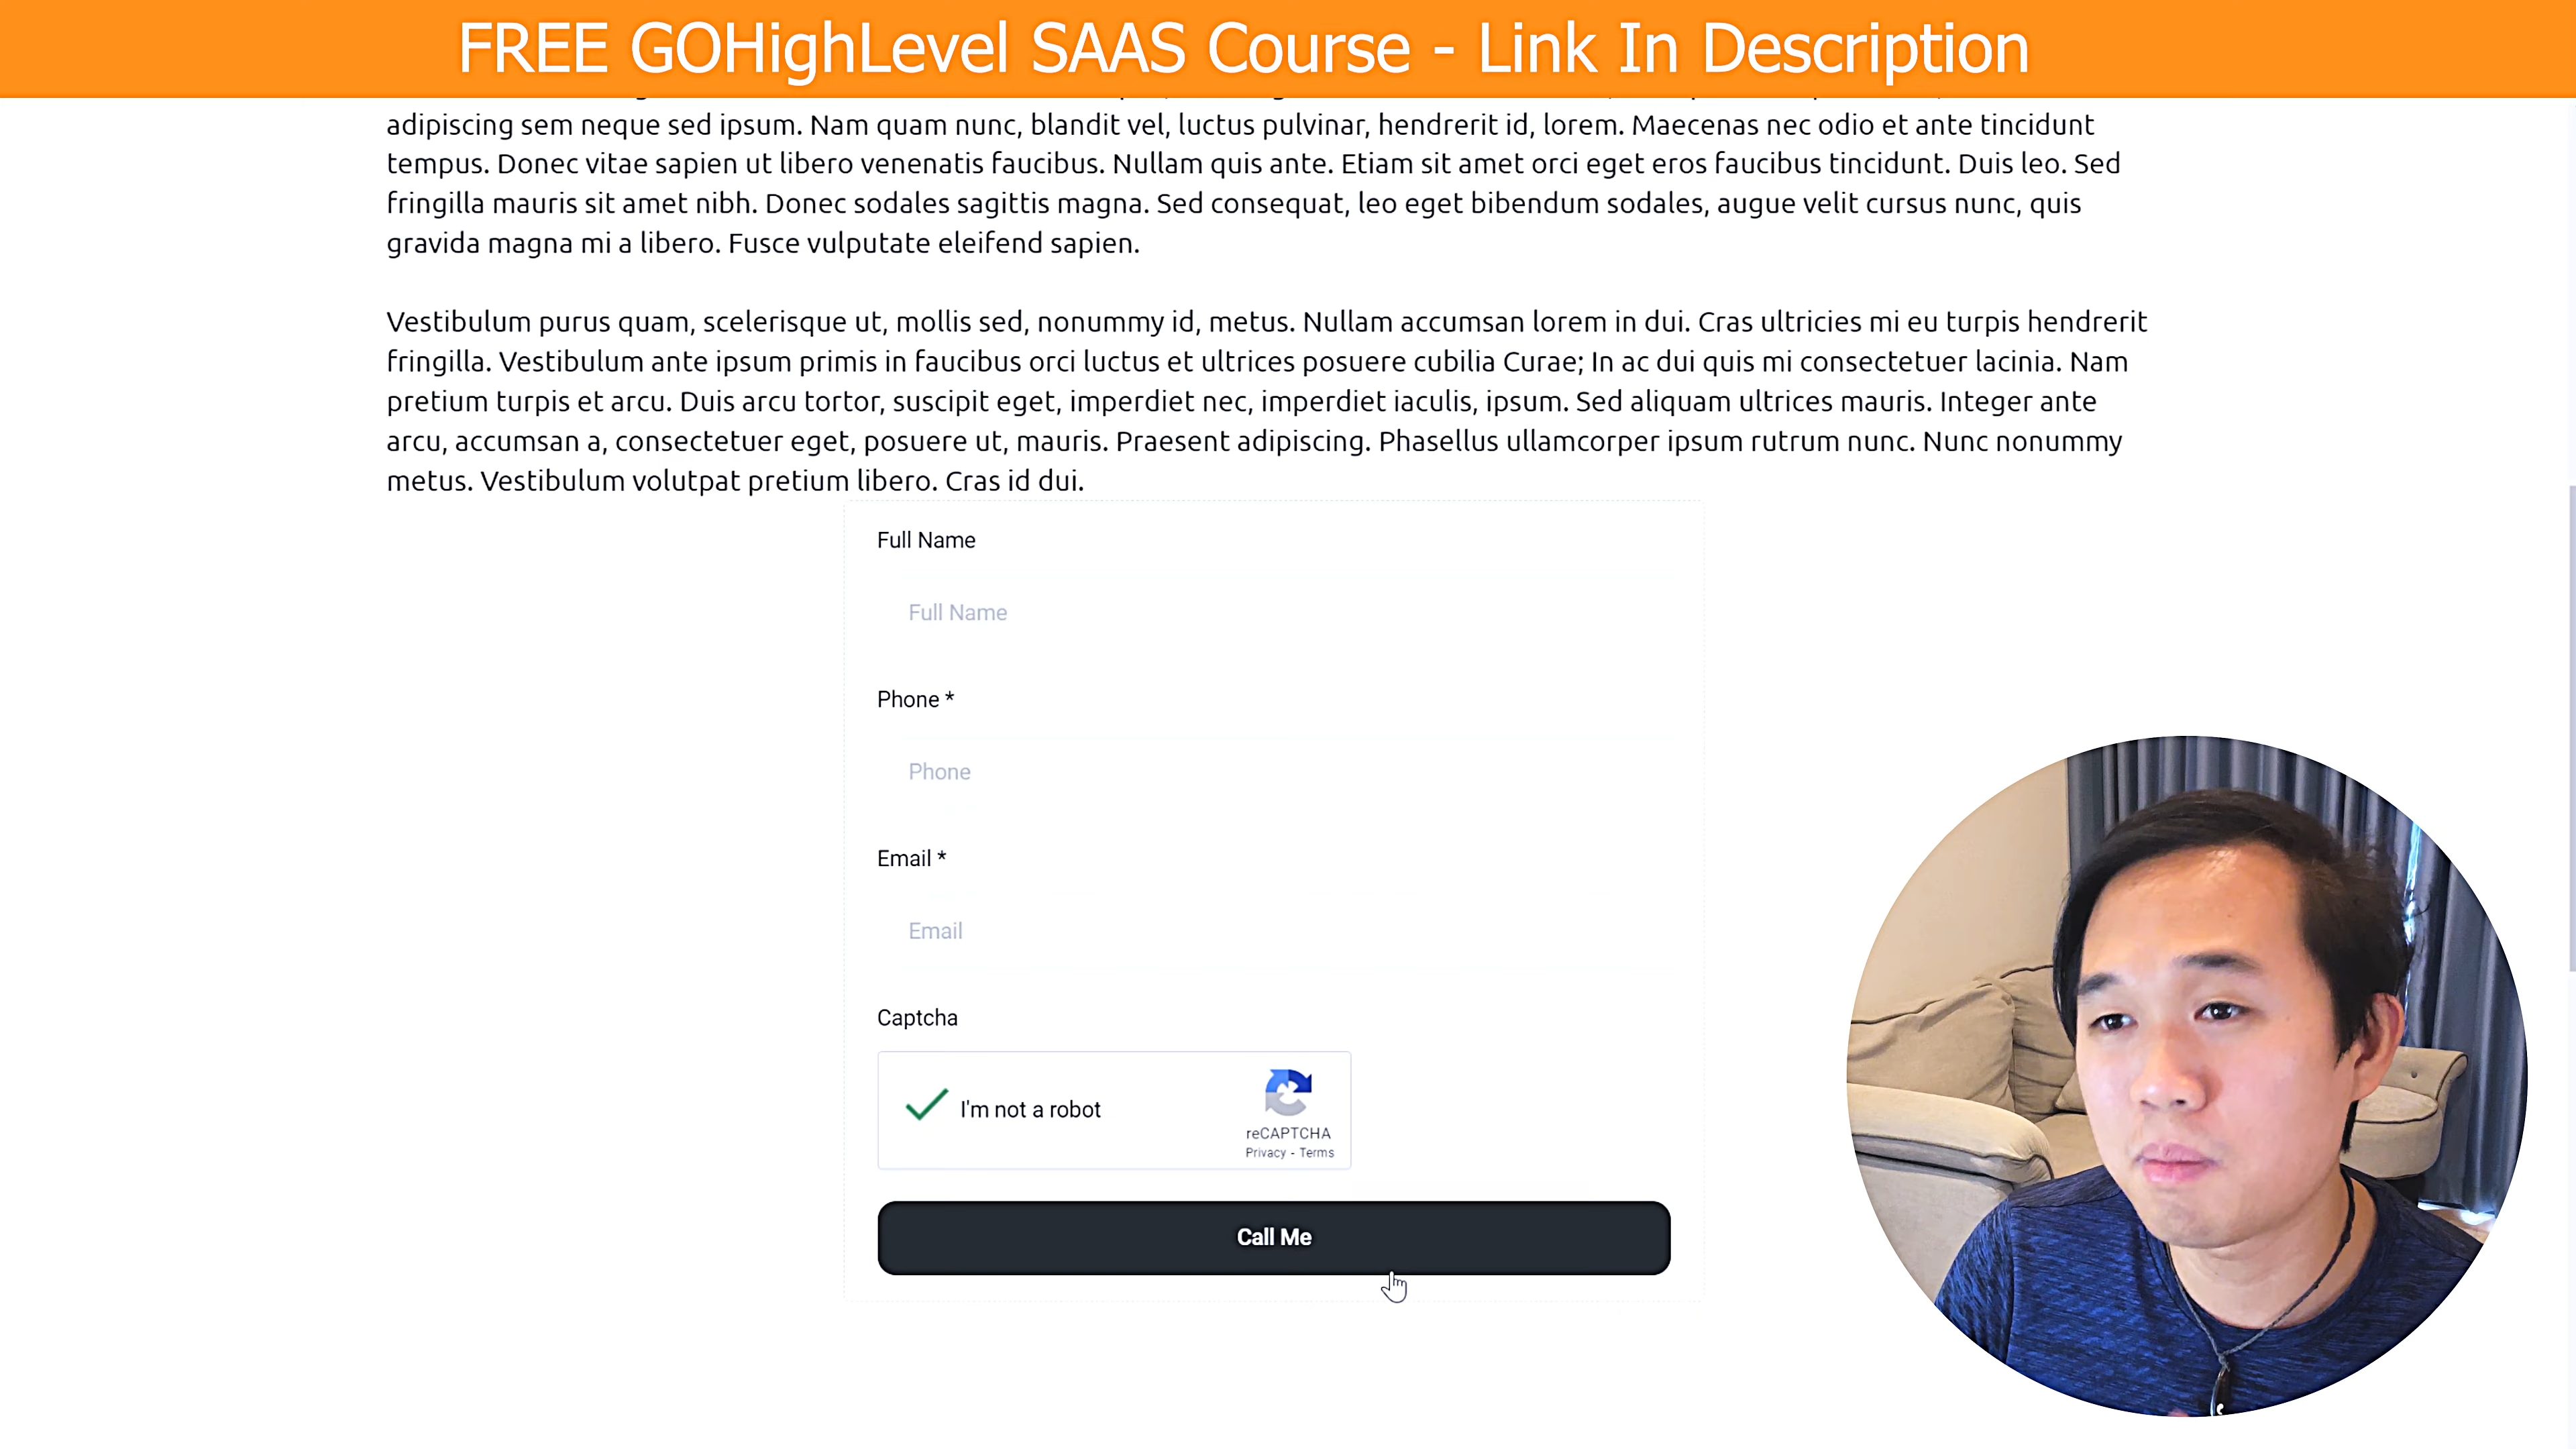 FREE GOHighLevel SAAS Course - Link In Description
adipiscing sem neque sed ipsum. Nam quam nunc, blandit vel, luctus pulvinar, hendrerit id, lorem. Maecenas nec odio et ante tincidunt
tempus. Donec vitae sapien ut libero venenatis faucibus. Nullam quis ante. Etiam sit amet orci eget eros faucibus tincidunt. Duis leo. Sed
fringilla mauris sit amet nibh. Donec sodales sagittis magna. Sed consequat, leo eget bibendum sodales, augue velit cursus nunc, quis
gravida magna mi a libero. Fusce vulputate eleifend sapien.
Vestibulum purus quam, scelerisque ut, mollis sed, nonummy id, metus. Nullam accumsan lorem in dui. Cras ultricies mi eu turpis hendrerit
fringilla. Vestibulum ante ipsum primis in faucibus orci luctus et ultrices posuere cubilia Curae; In ac dui quis mi consectetuer lacinia. Nam
pretium turpis et arcu. Duis arcu tortor, suscipit eget, imperdiet nec, imperdiet iaculis, ipsum. Sed aliquam ultrices mauris. Integer ante
arcu, accumsan a, consectetuer eget, posuere ut, mauris. Praesent adipiscing. Phasellus ullamcorper ipsum rutrum nunc. Nunc nonummy
metus. Vestibulum volutpat pretium libero. Cras id dui.
Full Name
Full Name
Phone *
Phone
Email *
Email
Captcha
I'm not a robot
reCAPTCHA
Privacy - Terms
Call Me